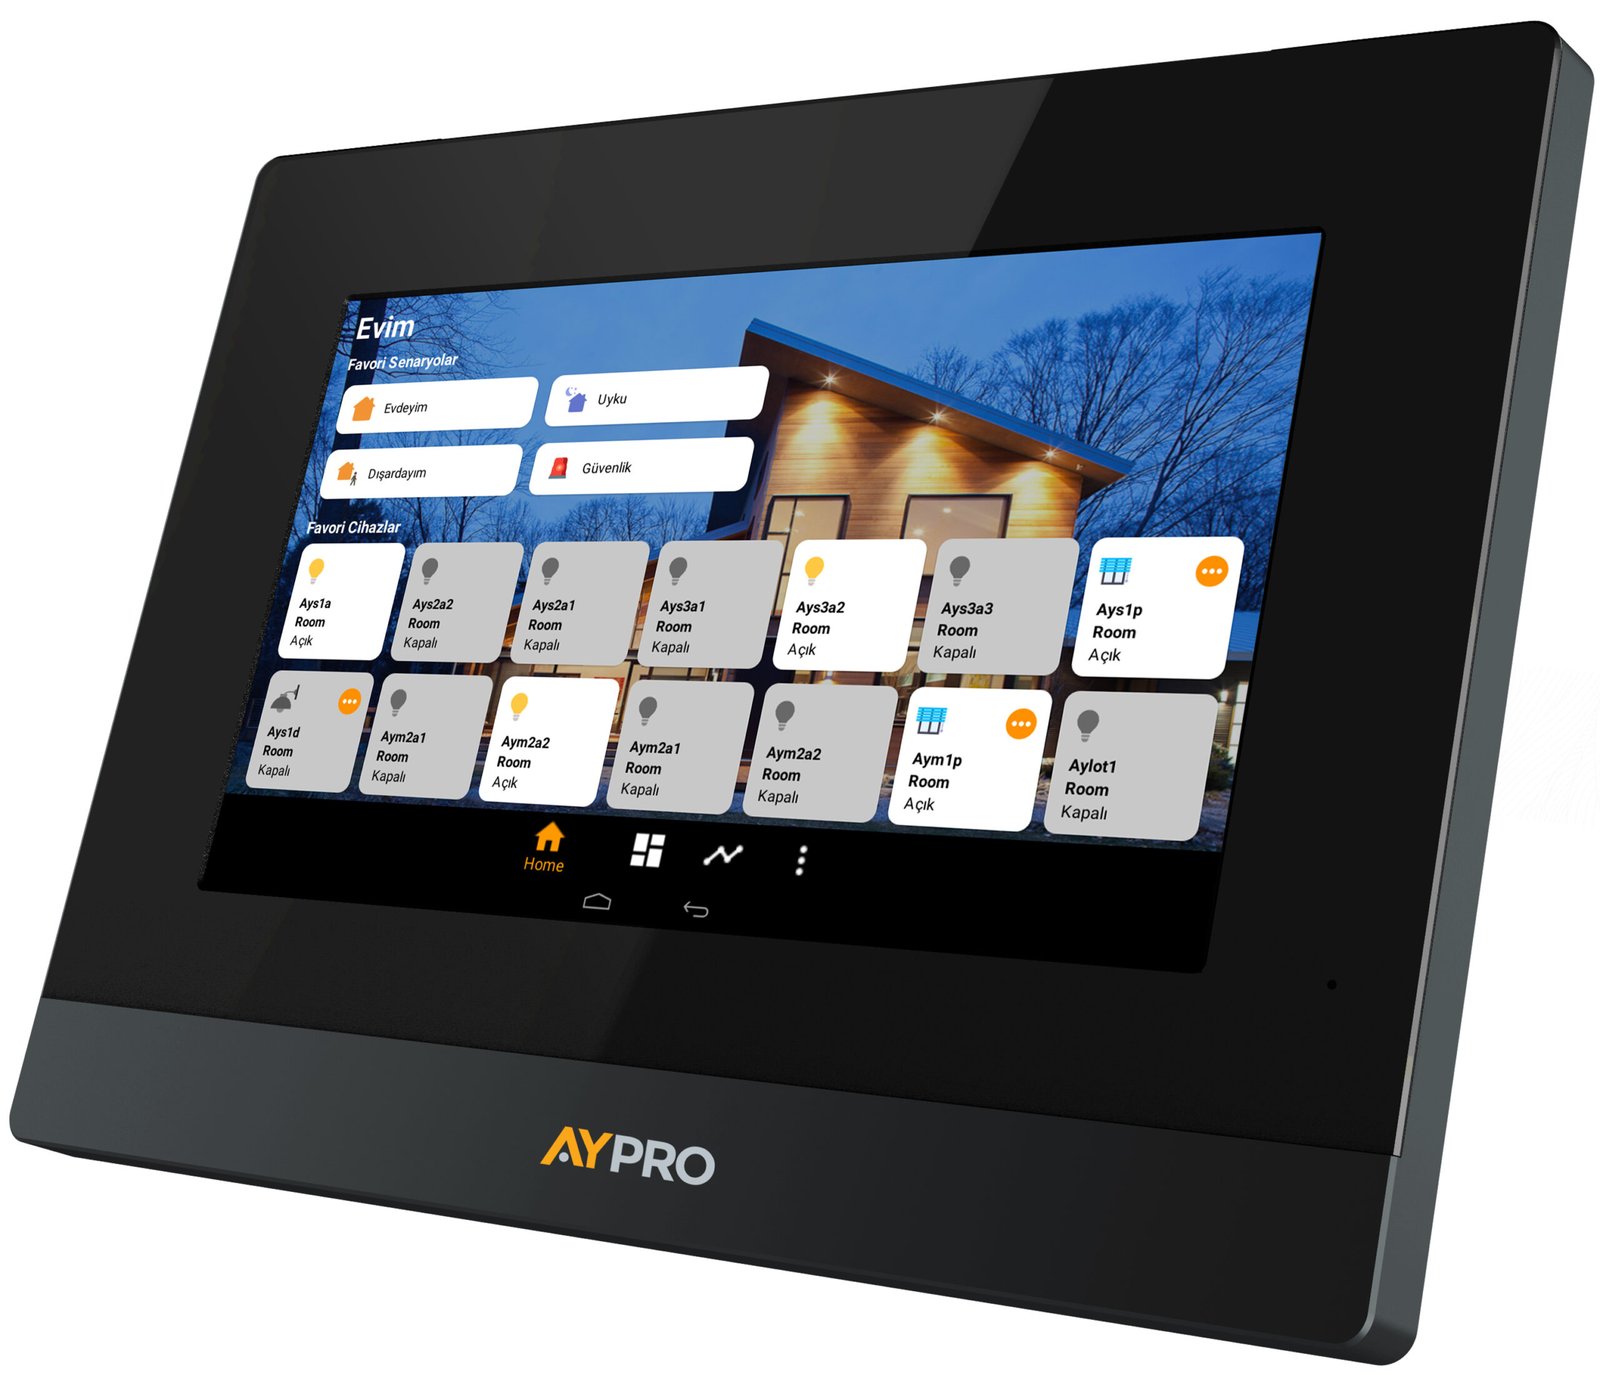 Evim
Favori Senaryolar
Evdeyim
Uyku
Dışardayım
Güvenlik
Favori Cihazlar
Ays1a
Room
Açık
Ays2a2
Room
Kapalı
Ays2a1
Room
Kapalı
Ays3a1
Room
Kapalı
Ays3a2
Room
Açık
Ays3a3
Room
Kapalı
Ays1p
Room
Açık
Ays1d
Room
Kapalı
Aym2a1
Room
Kapalı
Aym2a2
Room
Açık
Aym2a1
Room
Kapalı
Aym2a2
Room
Kapalı
Aym1p
Room
Açık
Aylot1
Room
Kapalı
Home
AYPRO